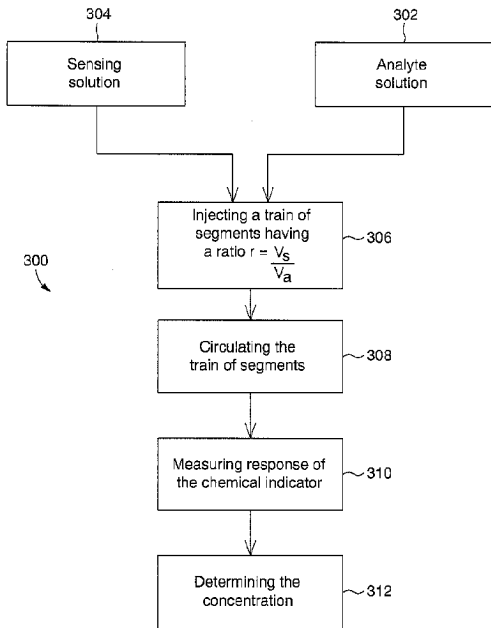 304
302
Sensing
solution
Analyte
solution
Injecting a train of
segments having
a ratio r = Vs
Va
306
300
Circulating the
train of segments
308
Measuring response of
the chemical indicator
310
Determining the
concentration
312